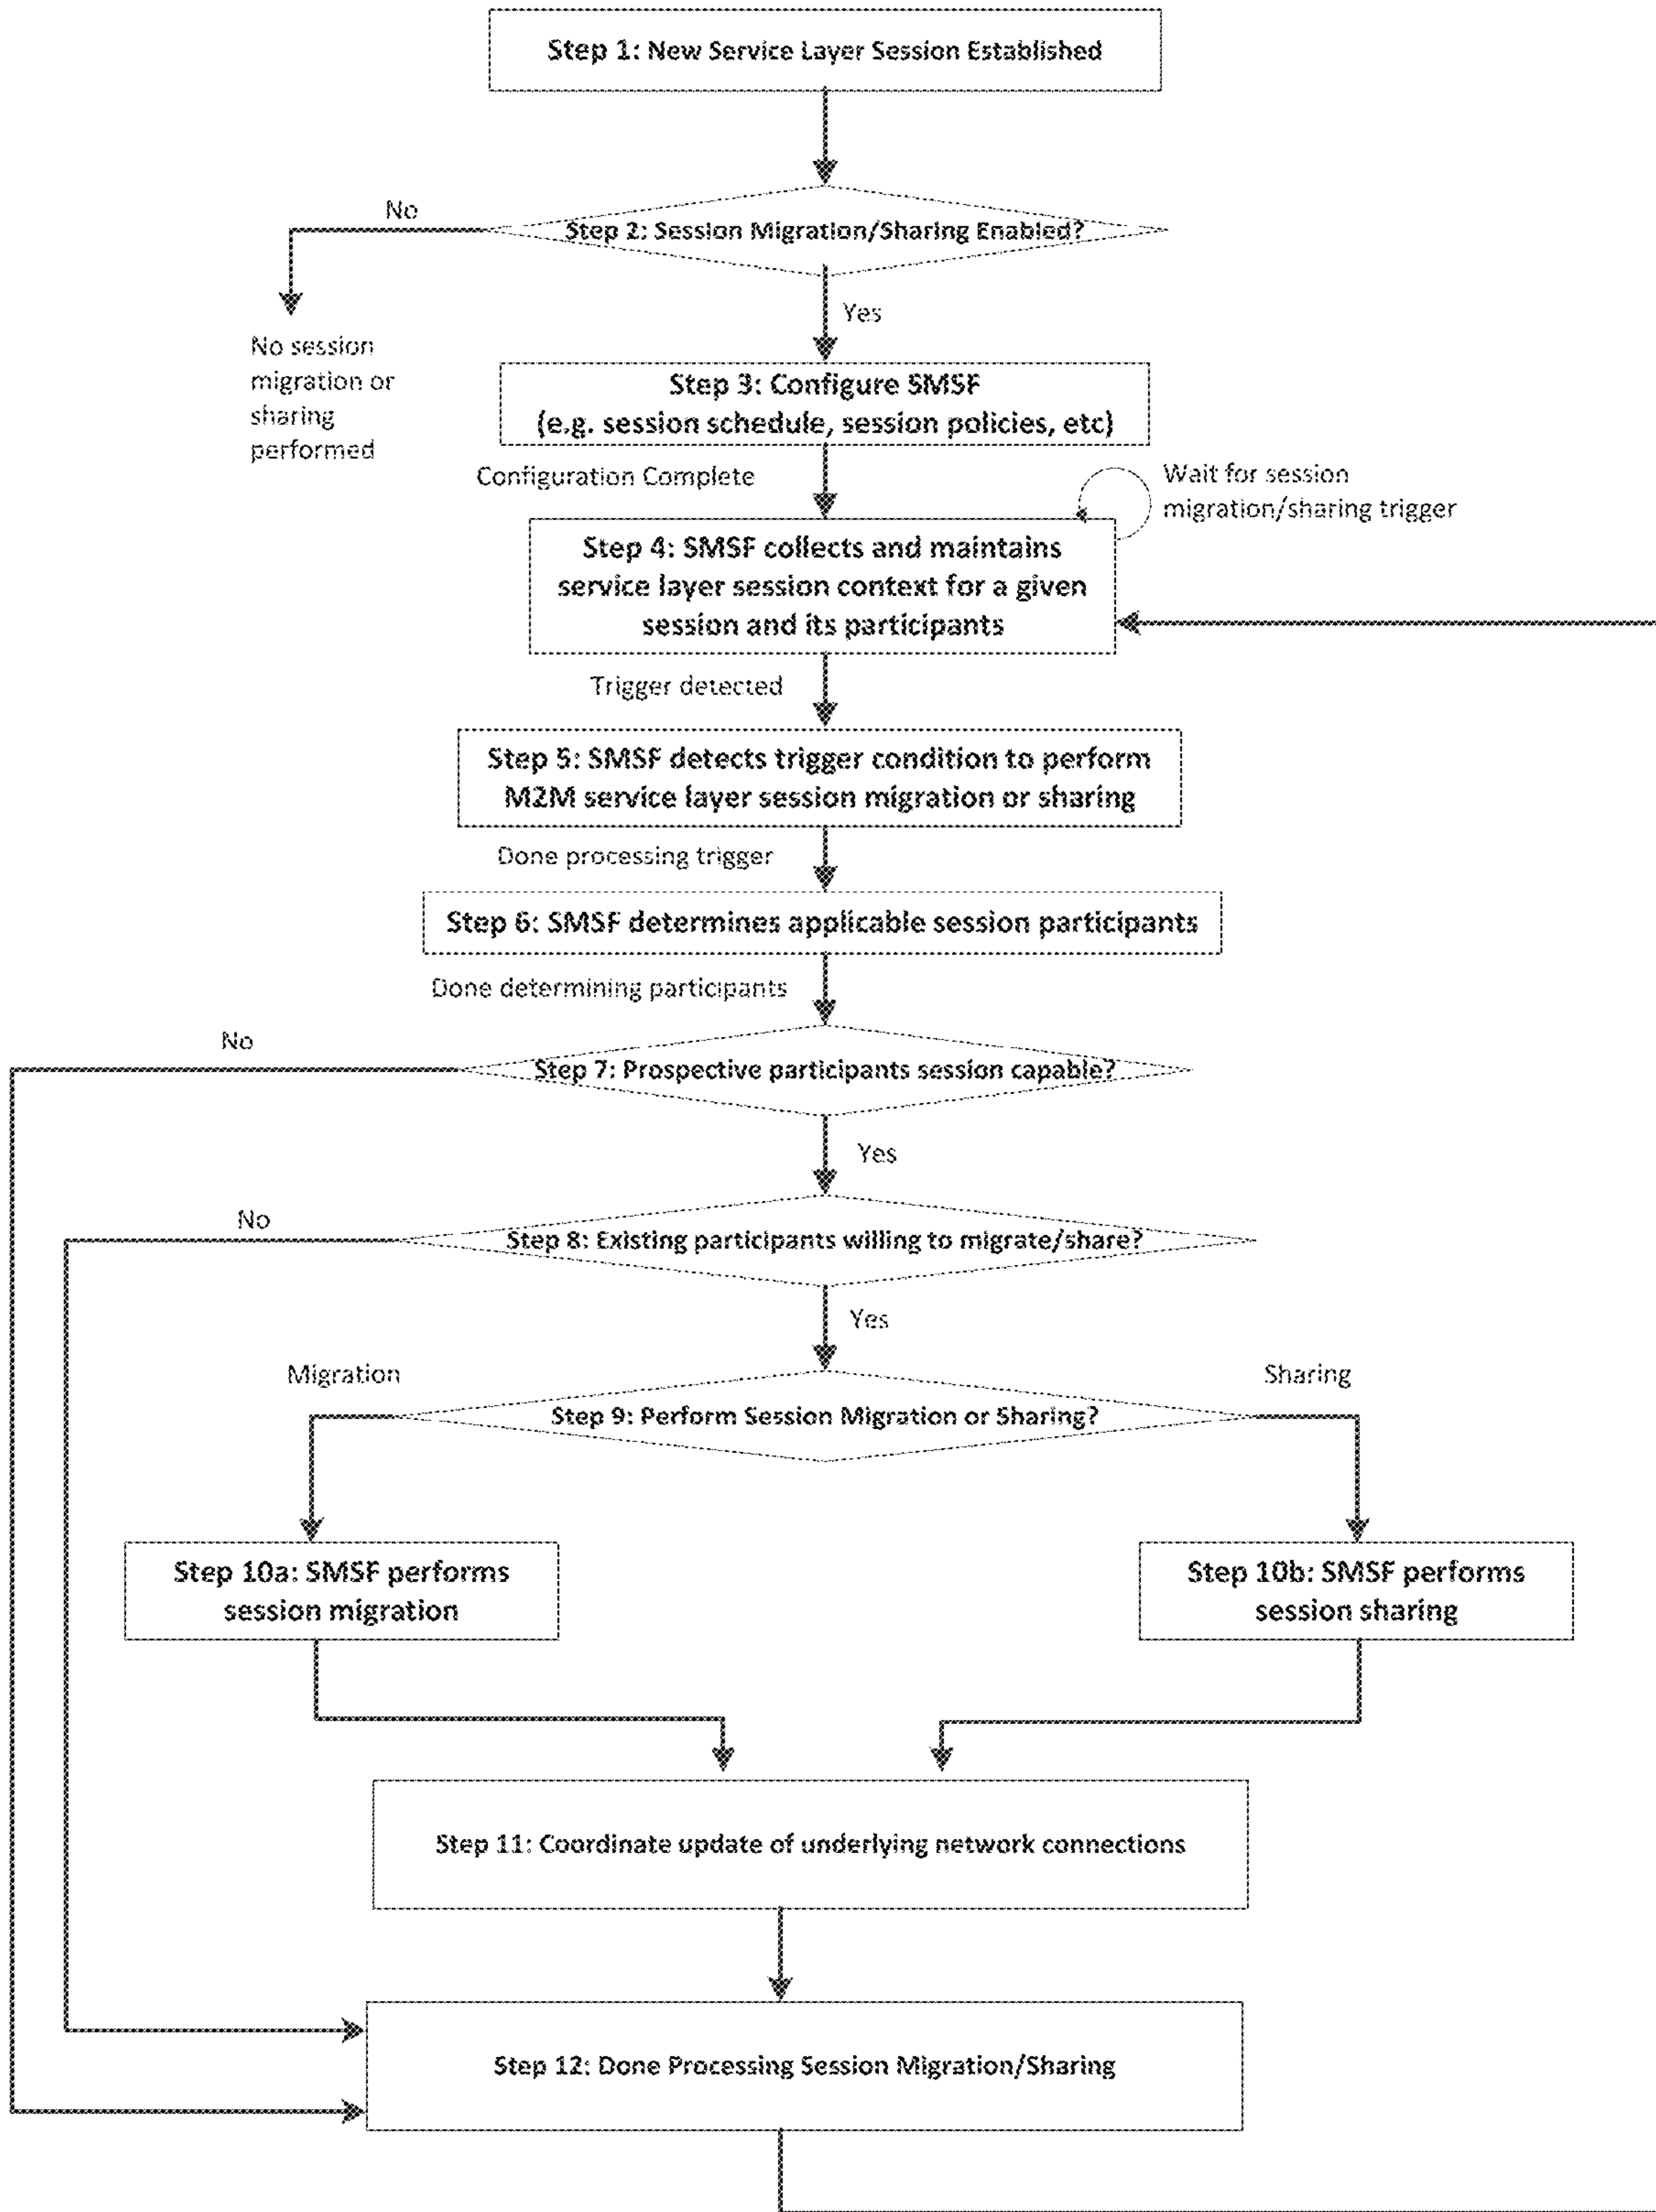 Step 1: New Service Layer Session Established
No
Step 2: Session Migration/Sharing Enabled?
Yes
No session
migration or
sharing
performed
Step 3: Configure SMSF
(e.g. session schedule, session policies, etc)
Configuration Complete
Wait for session
migration/sharing trigger
Step 4: SMSF collects and maintains
service layer session context for a given
session and its participants
Trigger detected
Step 5: SMSF detects trigger condition to perform
M2M service layer session migration or sharing
Done processing trigger
Step 6: SMSF determines applicable session participants
Done determining participants
No
Step 7: Prospective participants session capable?
Yes
No
Step 8: Existing participants willing to migrate/share?
Yes
Migration
Sharing
Step 9: Perform Session Migration or Sharing?
Step 10a: SMSF performs
session migration
Step 10b: SMSF performs
session sharing
Step 11: Coordinate update of underlying network connections
Step 12: Done Processing Session Migration/Sharing